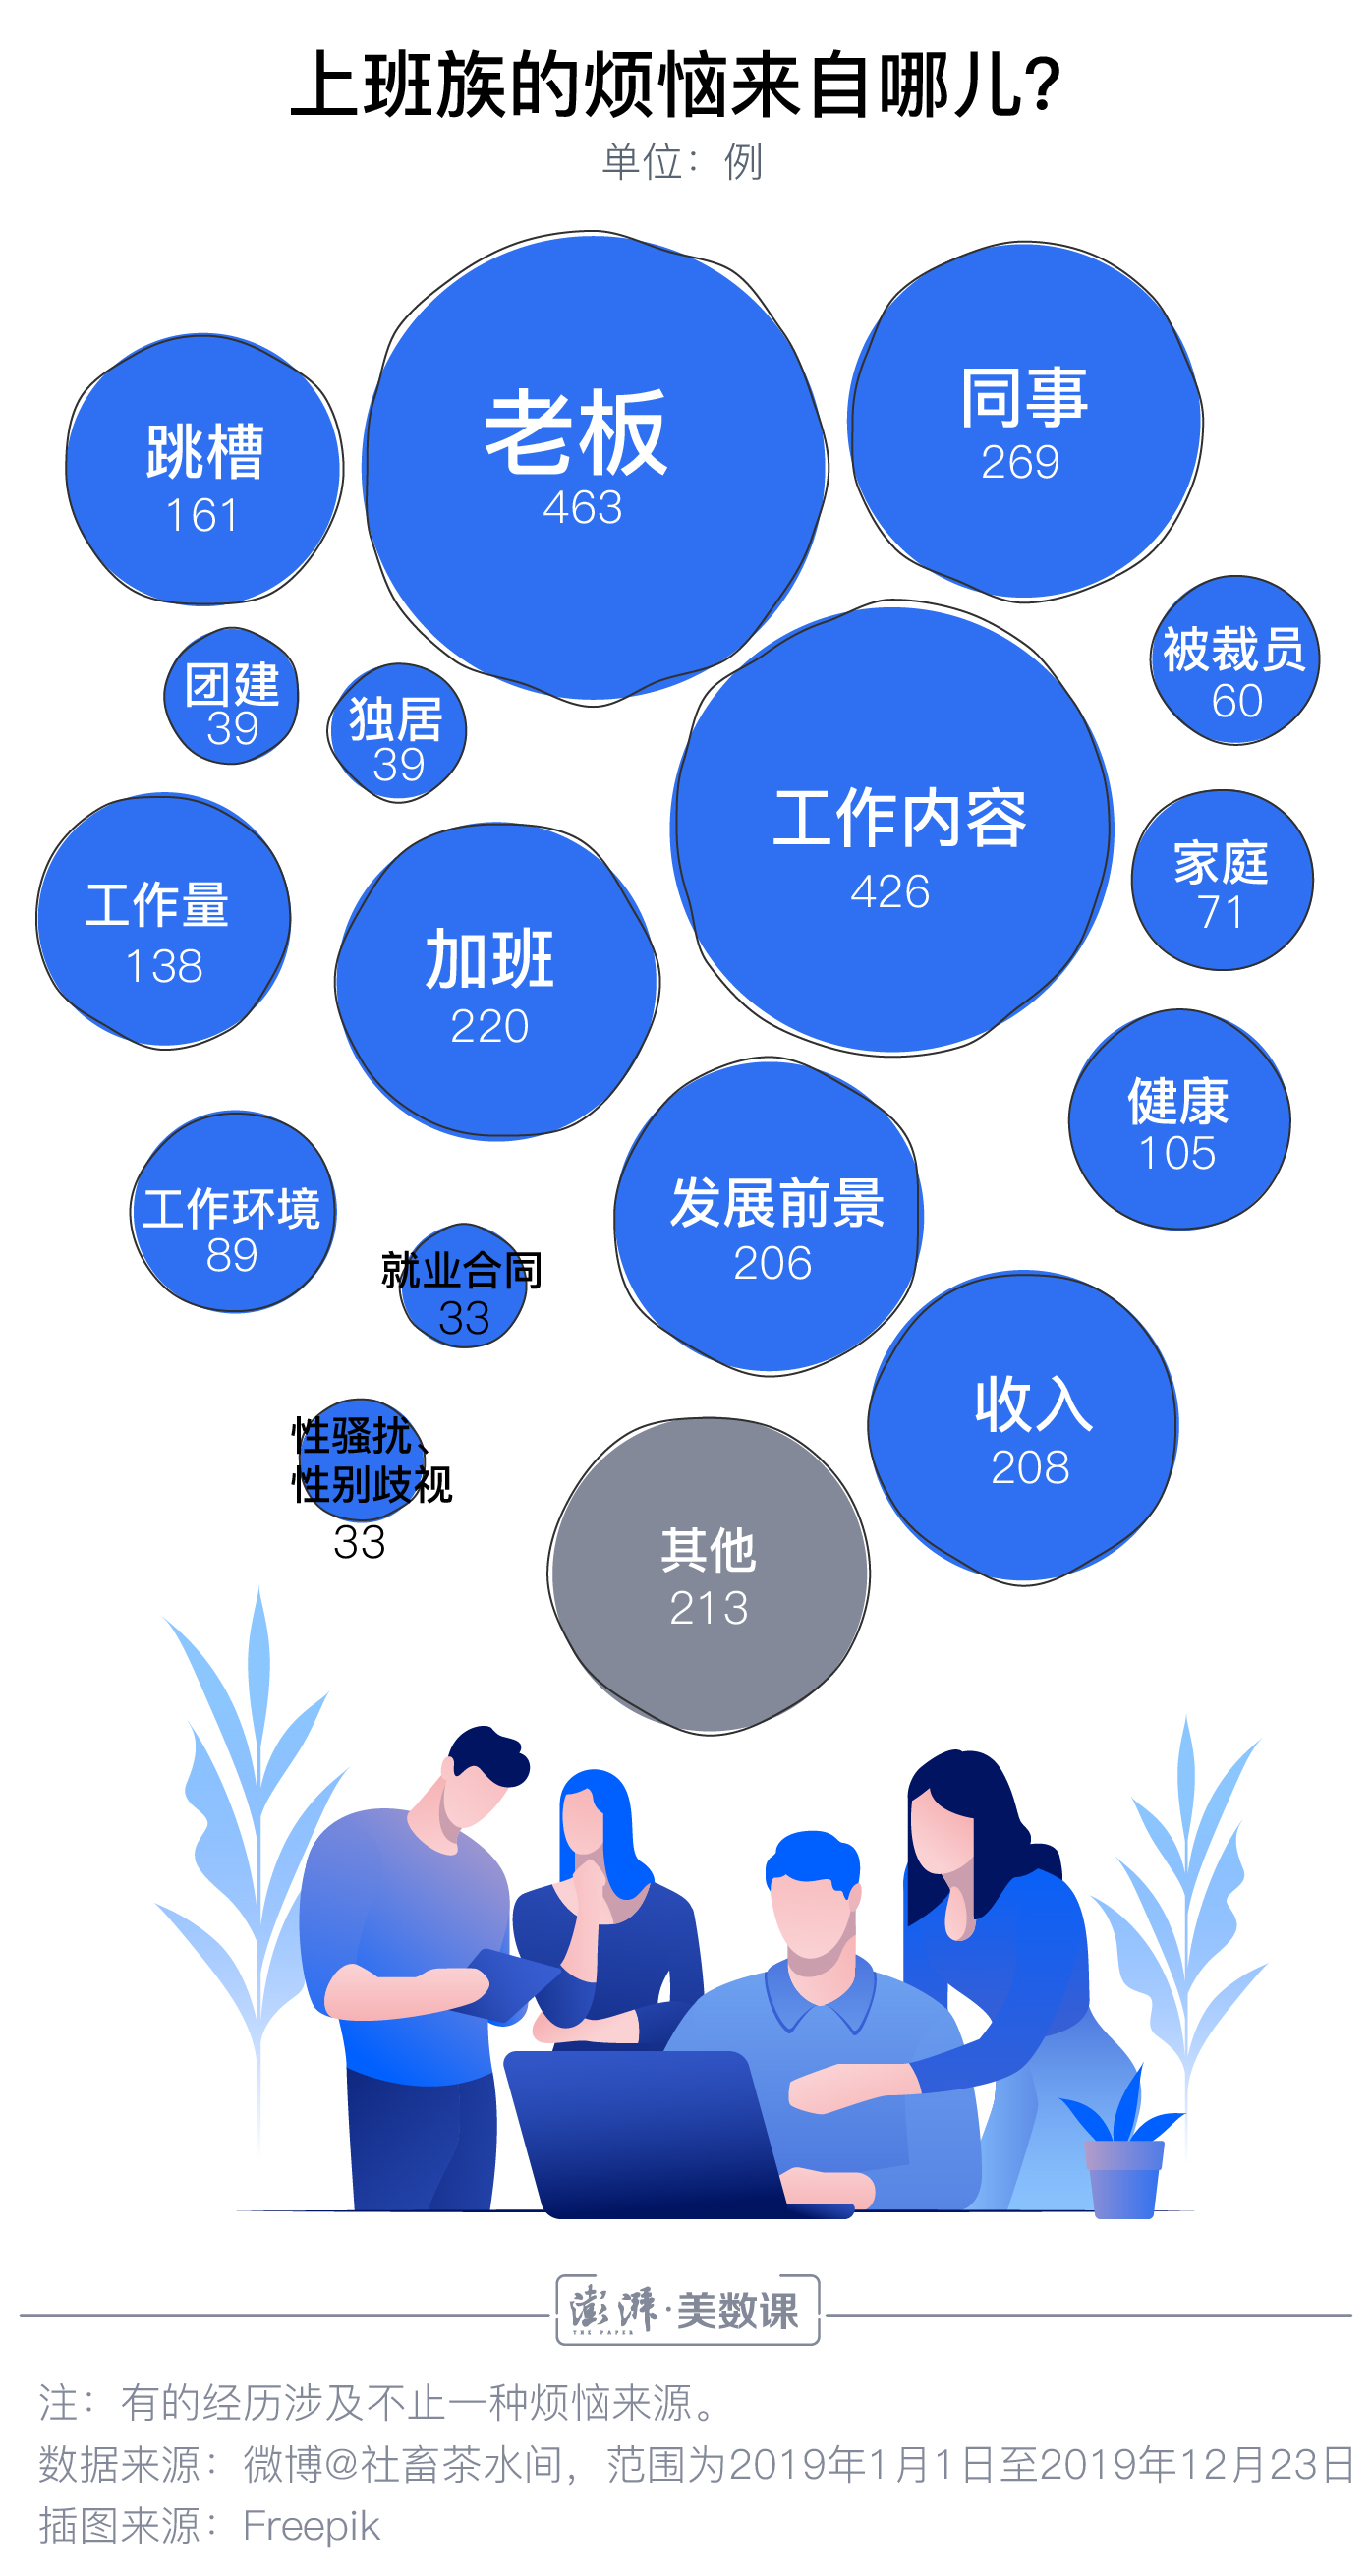 上班族的烦恼来自哪儿?
单位：例
老板
463
同事
269
跳槽
161
被裁员
60
团建
39
独居
39
工作内容
426
家庭
71
工作量
138
加班
220
健康
105
发展前景
206
工作环境
89
就业合同
33
收入
208
性骚扰、
性别歧视
33
其他
213
澎湃·美数课
THE PAPER
注：有的经历涉及不止一种烦恼来源。
数据来源：微博@社畜茶水间，范围为2019年1月1日至2019年12月23日
插图来源：Freepik